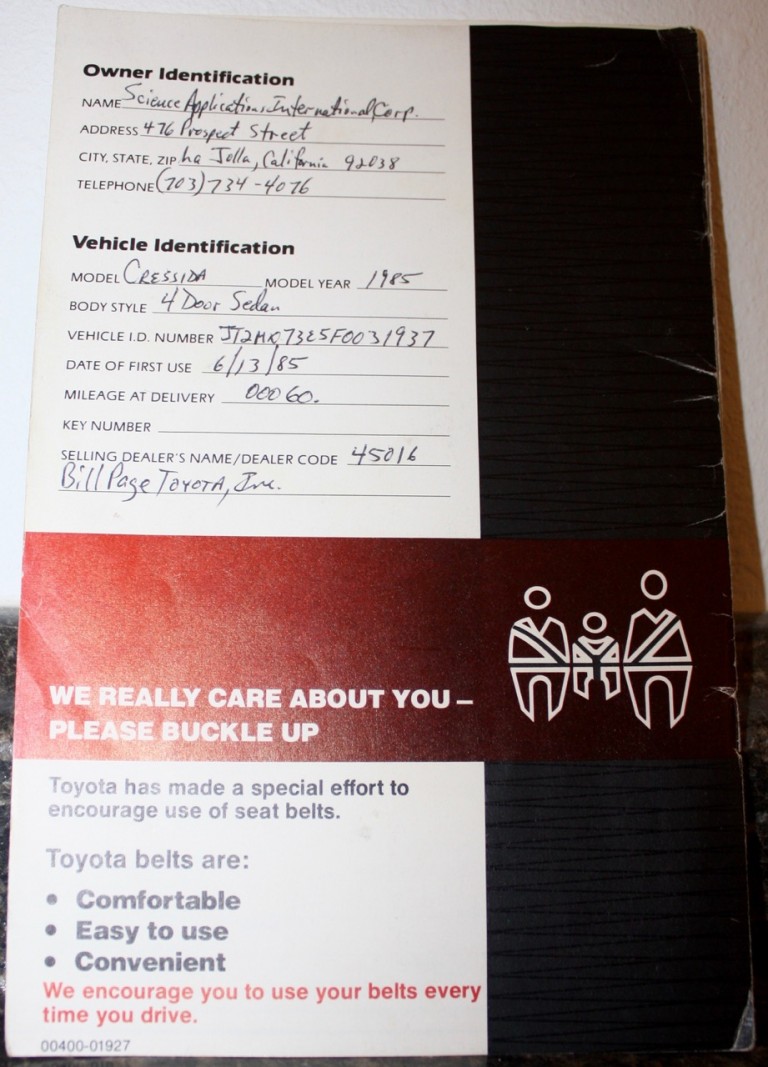 Owner Identification
NAME Science Applications International Corp.
ADDRESS 476 Prospect Street
CITY, STATE, ZIP La Jolla, California 92038
TELEPHONE (703) 734-4076
Vehicle Identification
MODEL CRESSIDA MODEL YEAR 1985
BODY STYLE 4 Door Sedan
VEHICLE I.D. NUMBER JT2MX73E5F0031937
DATE OF FIRST USE 6/13/85
MILEAGE AT DELIVERY 00060.
KEY NUMBER
SELLING DEALER'S NAME/DEALER CODE 45016
Bill Page TOYOTA, Inc.
WE REALLY CARE ABOUT YOU –
PLEASE BUCKLE UP
Toyota has made a special effort to
encourage use of seat belts.
Toyota belts are:
• Comfortable
• Easy to use
• Convenient
We encourage you to use your belts every
time you drive.
00400-01927